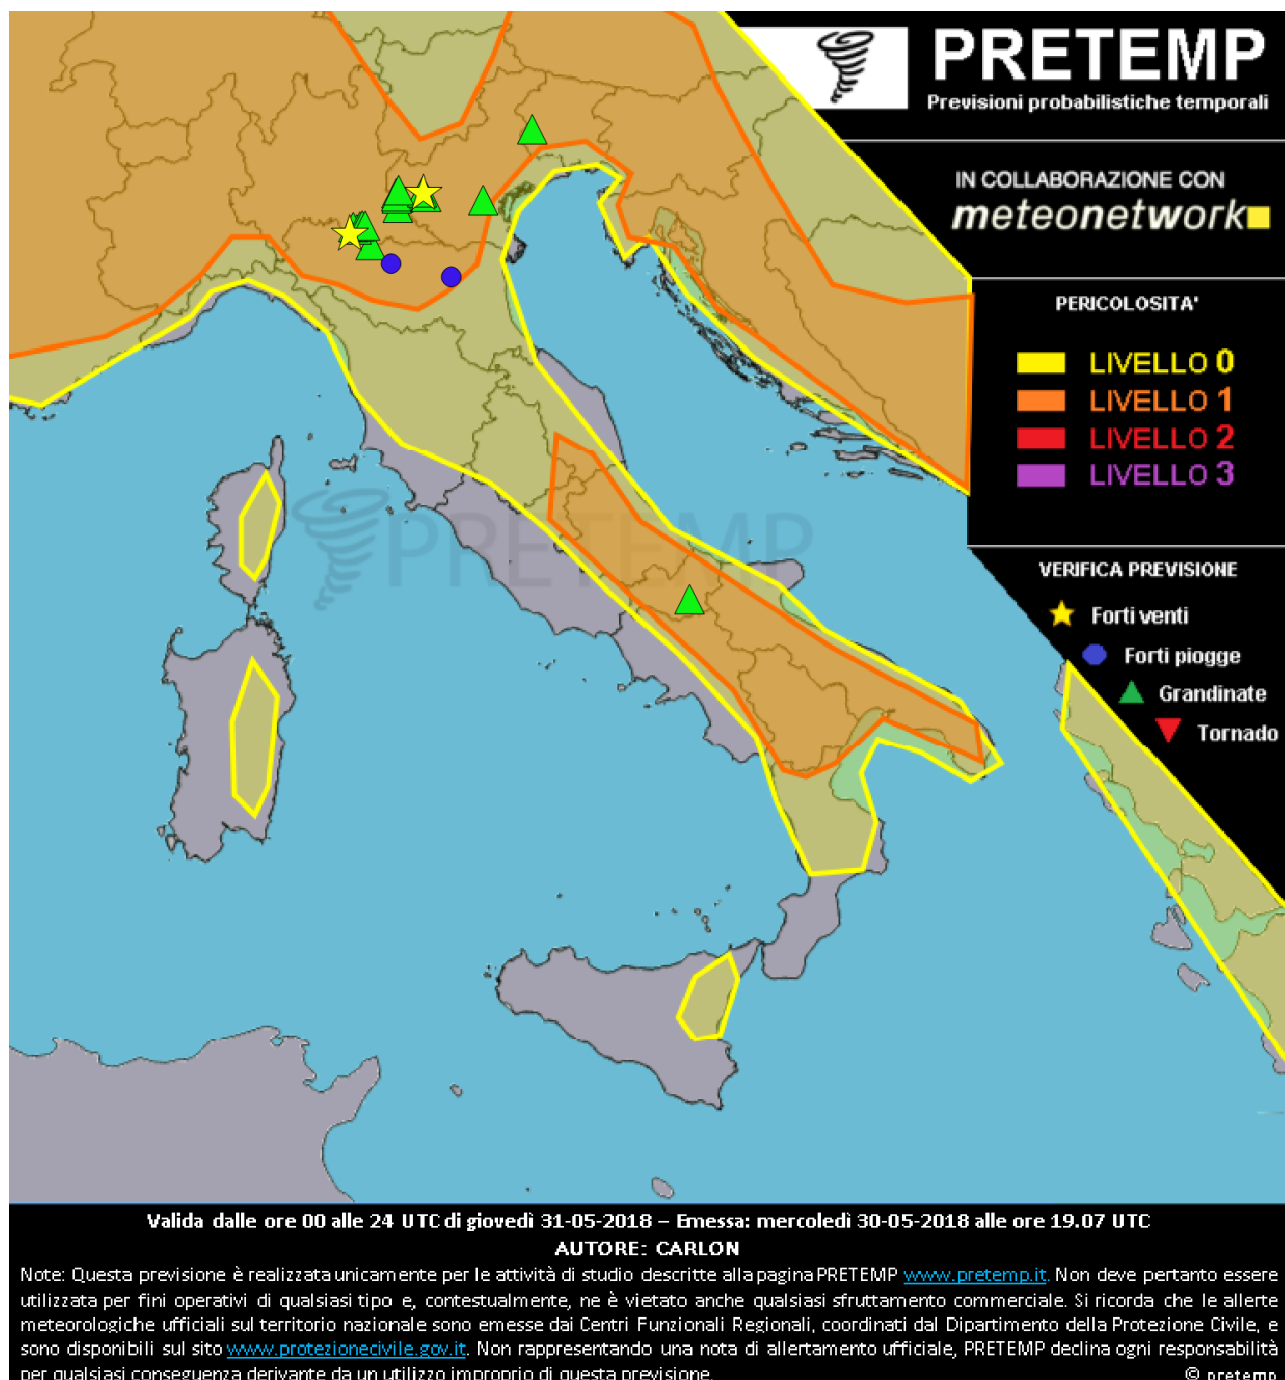 PRETEMP
Previsioni probabilistiche temporali
IN COLLABORAZIONE CON
meteonetwork
PERICOLOSITA'
LIVELLO 0
LIVELLO 1
LIVELLO 2
LIVELLO 3
PRETEMP
VERIFICA PREVISIONE
Forti venti
Forti piogge
Grandinate
Tornado
Valida dalle ore 00 alle 24 UTC di giovedì 31-05-2018 – Emessa: mercoledì 30-05-2018 alle ore 19.07 UTC
AUTORE: CARLON
Note: Questa previsione è realizzata unicamente per le attività di studio descritte alla pagina PRETEMP www.pretemp.it. Non deve pertanto essere
utilizzata per fini operativi di qualsiasi tipo e, contestualmente, ne è vietato anche qualsiasi sfruttamento commerciale. Si ricorda che le allerte
meteorologiche ufficiali sul territorio nazionale sono emesse dai Centri Funzionali Regionali, coordinati dal Dipartimento della Protezione Civile, e
sono disponibili sul sito www.protezionecivile.gov.it. Non rappresentando una nota di allertamento ufficiale, PRETEMP declina ogni responsabilità
per qualsiasi conseguenza derivante da un utilizzo improprio di questa previsione.
© pretemp